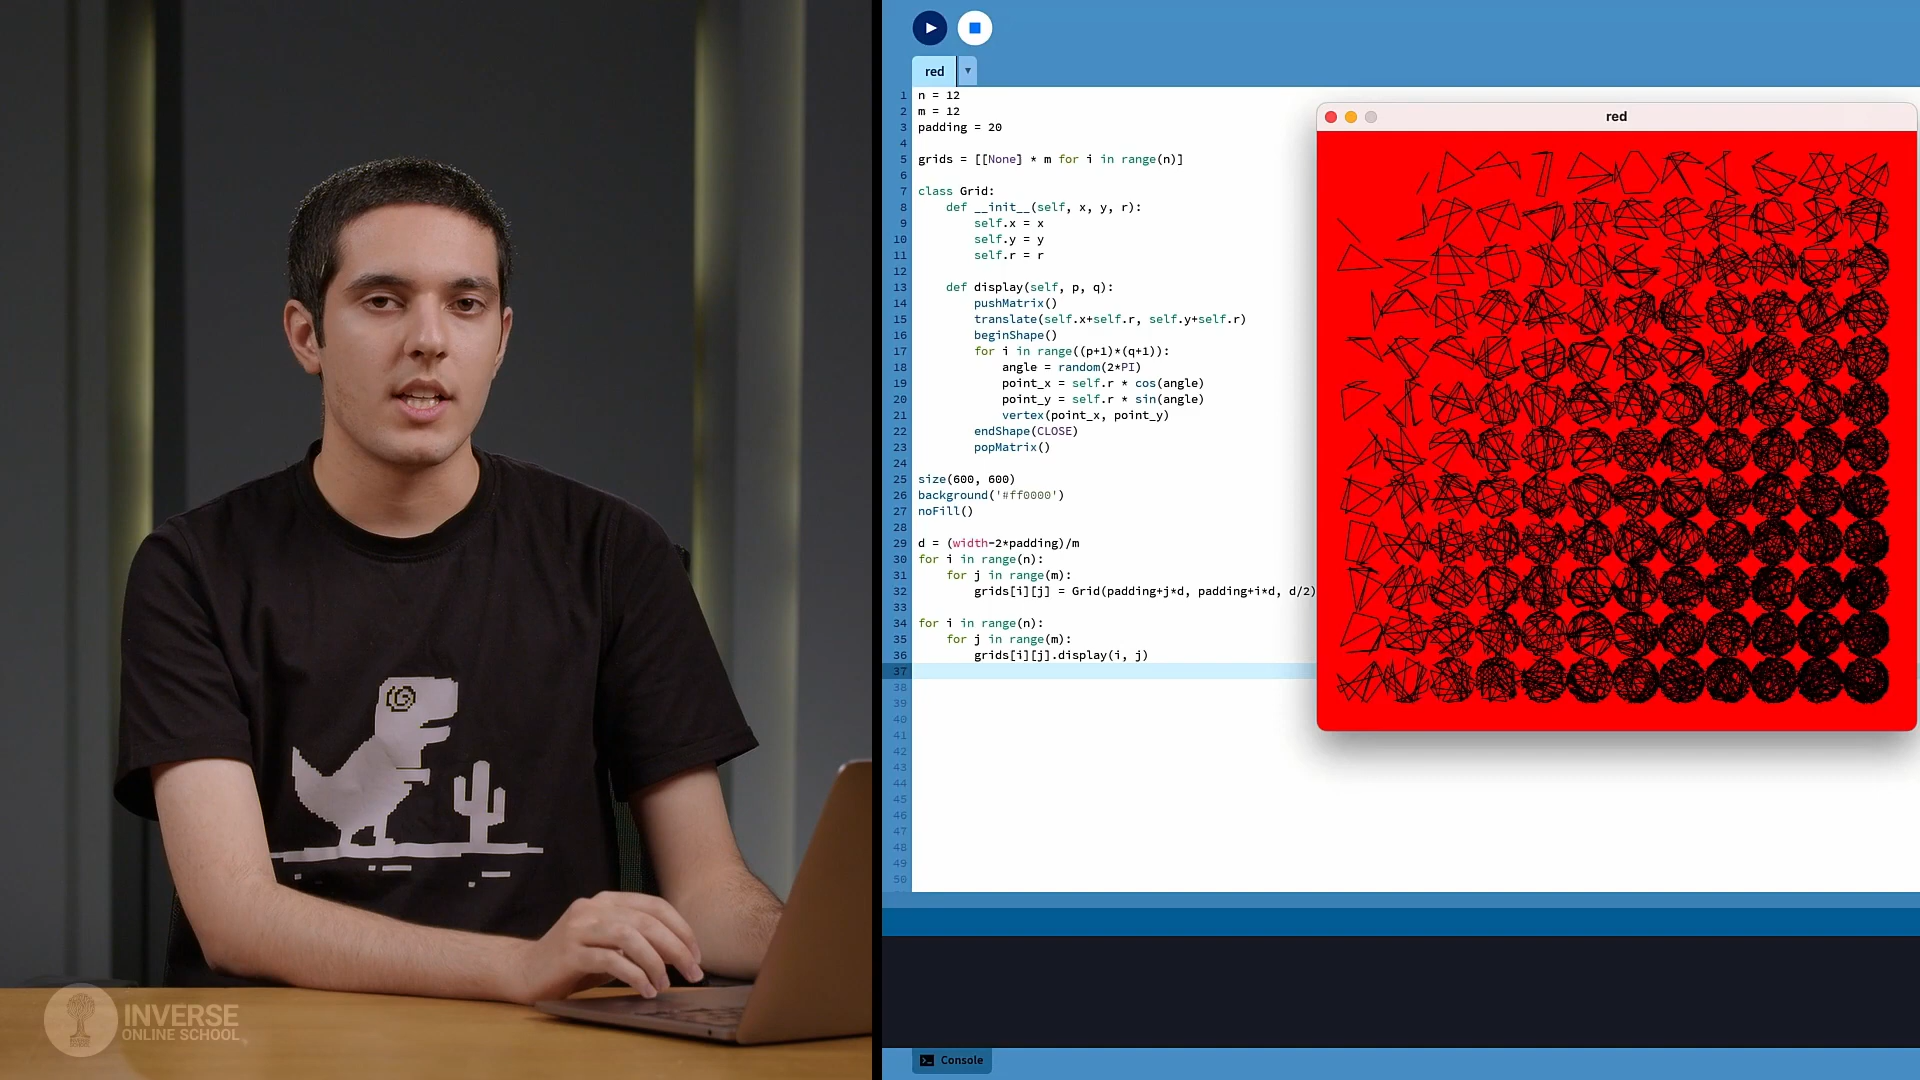 INVERSE
ONLINE SCHOOL
red
1 n = 12
2 m = 12
3 padding = 20
4
5 grids = [[None] * m for i in range(n)]
6
7 class Grid:
8     def __init__(self, x, y, r):
9         self.x = x
10         self.y = y
11         self.r = r
12
13     def display(self, p, q):
14         pushMatrix()
15         translate(self.x+self.r, self.y+self.r)
16         beginShape()
17         for i in range((p+1)*(q+1)):
18             angle = random(2*PI)
19             point_x = self.r * cos(angle)
20             point_y = self.r * sin(angle)
21             vertex(point_x, point_y)
22         endShape(CLOSE)
23         popMatrix()
24
25 size(600, 600)
26 background('#ff0000')
27 noFill()
28
29 d = (width-2*padding)/m
30 for i in range(n):
31     for j in range(m):
32         grids[i][j] = Grid(padding+j*d, padding+i*d, d/2)
33
34 for i in range(n):
35     for j in range(m):
36         grids[i][j].display(i, j)
37
38
39
40
41
42
43
44
45
46
47
48
49
50
red
Console